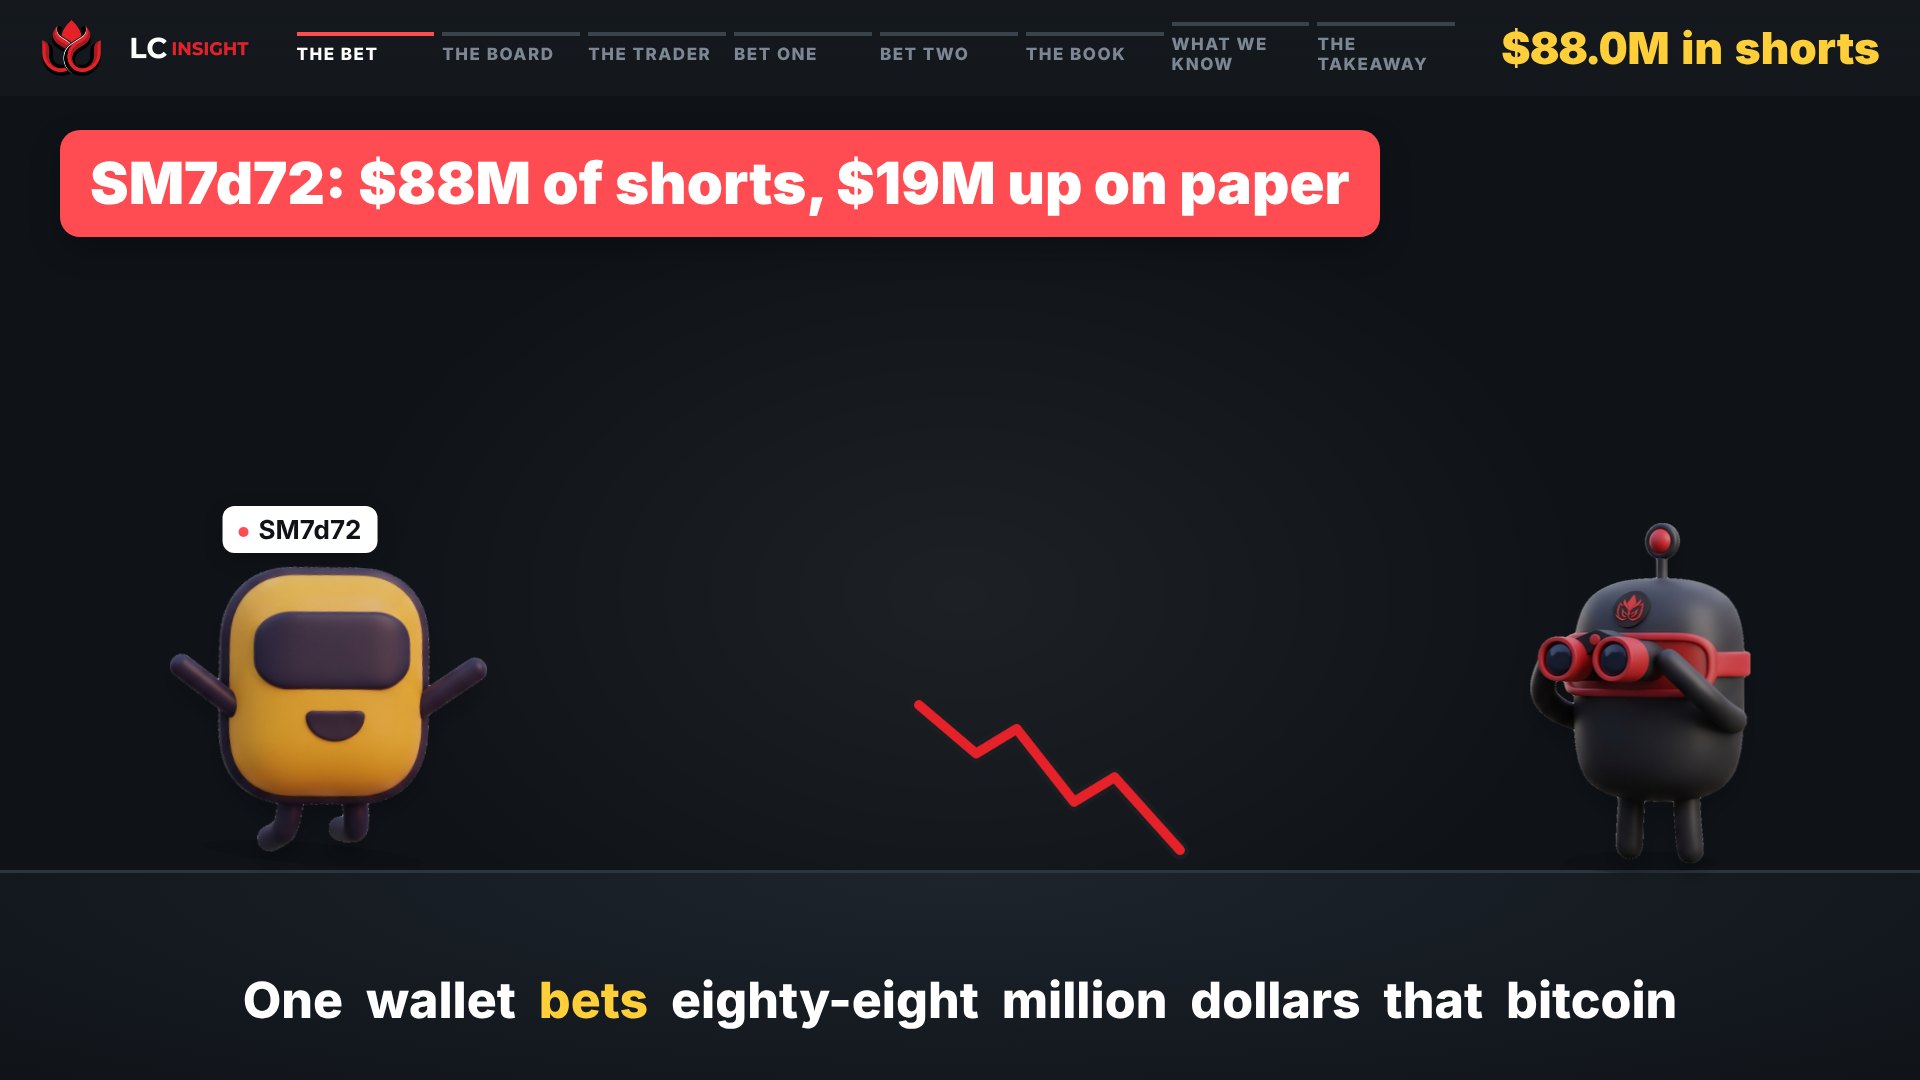 LC INSIGHT
THE BET
THE BOARD
THE TRADER
BET ONE
BET TWO
THE BOOK
WHAT WE
KNOW
THE
TAKEAWAY
$88.0M in shorts
SM7d72: $88M of shorts, $19M up on paper
SM7d72
One wallet bets eighty-eight million dollars that bitcoin